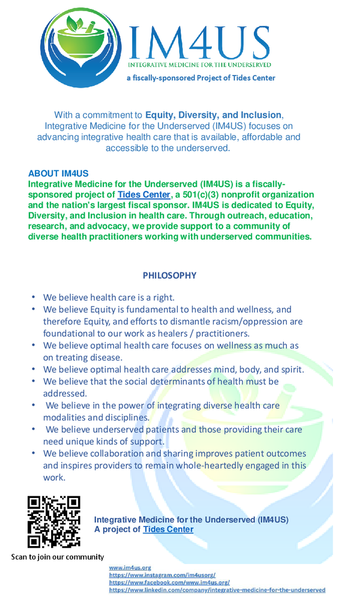 IM4US
INTEGRATIVE MEDICINE FOR THE UNDERSERVED
a fiscally-sponsored Project of Tides Center
With a commitment to Equity, Diversity, and Inclusion,
Integrative Medicine for the Underserved (IM4US) focuses on
advancing integrative health care that is available, affordable and
accessible to the underserved.
ABOUT IM4US
Integrative Medicine for the Underserved (IM4US) is a fiscally-
sponsored project of Tides Center, a 501(c)(3) nonprofit organization
and the nation's largest fiscal sponsor. IM4US is dedicated to Equity,
Diversity, and Inclusion in health care. Through outreach, education,
research, and advocacy, we provide support to a community of
diverse health practitioners working with underserved communities.
PHILOSOPHY
• We believe health care is a right.
• We believe Equity is fundamental to health and wellness, and
therefore Equity, and efforts to dismantle racism/oppression are
foundational to our work as healers / practitioners.
• We believe optimal health care focuses on wellness as much as
on treating disease.
• We believe optimal health care addresses mind, body, and spirit.
• We believe that the social determinants of health must be
addressed.
• We believe in the power of integrating diverse health care
modalities and disciplines.
• We believe underserved patients and those providing their care
need unique kinds of support.
• We believe collaboration and sharing improves patient outcomes
and inspires providers to remain whole-heartedly engaged in this
work.
Integrative Medicine for the Underserved (IM4US)
A project of Tides Center
Scan to join our community
www.im4us.org
https://www.instagram.com/im4usorg/
https://www.facebook.com/www.im4us.org/
https://www.linkedin.com/company/integrative-medicine-for-the-underserved